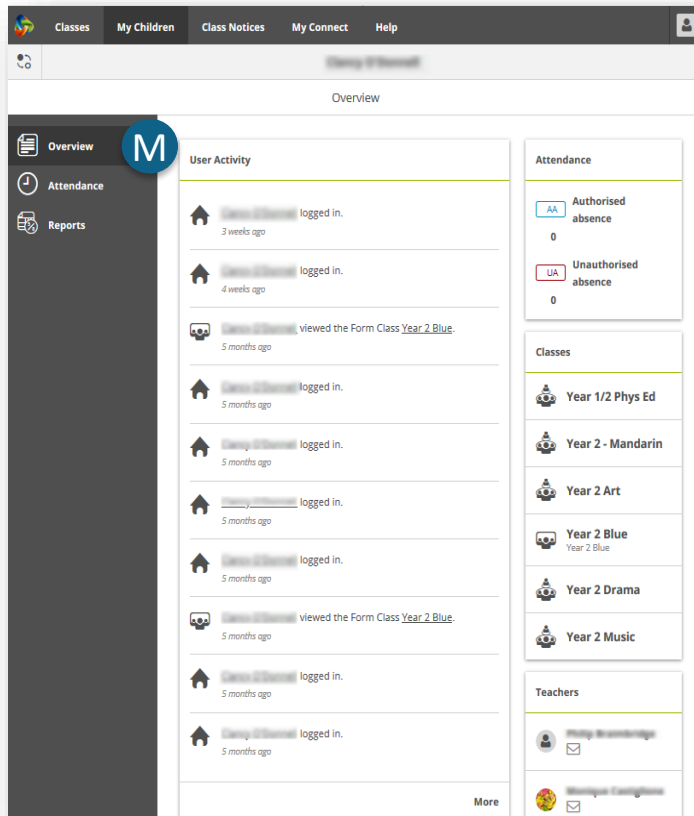 Classes My Children Class Notices My Connect Help
Overview
Overview
M
Attendance
Reports
User Activity
logged in.
3 weeks ago
logged in.
4 weeks ago
viewed the Form Class Year 2 Blue.
5 months ago
logged in.
5 months ago
logged in.
5 months ago
logged in.
5 months ago
logged in.
5 months ago
viewed the Form Class Year 2 Blue.
5 months ago
logged in.
5 months ago
logged in.
5 months ago
More
Attendance
AA Authorised
absence
0
UA Unauthorised
absence
0
Classes
Year 1/2 Phys Ed
Year 2 - Mandarin
Year 2 Art
Year 2 Blue
Year 2 Blue
Year 2 Drama
Year 2 Music
Teachers